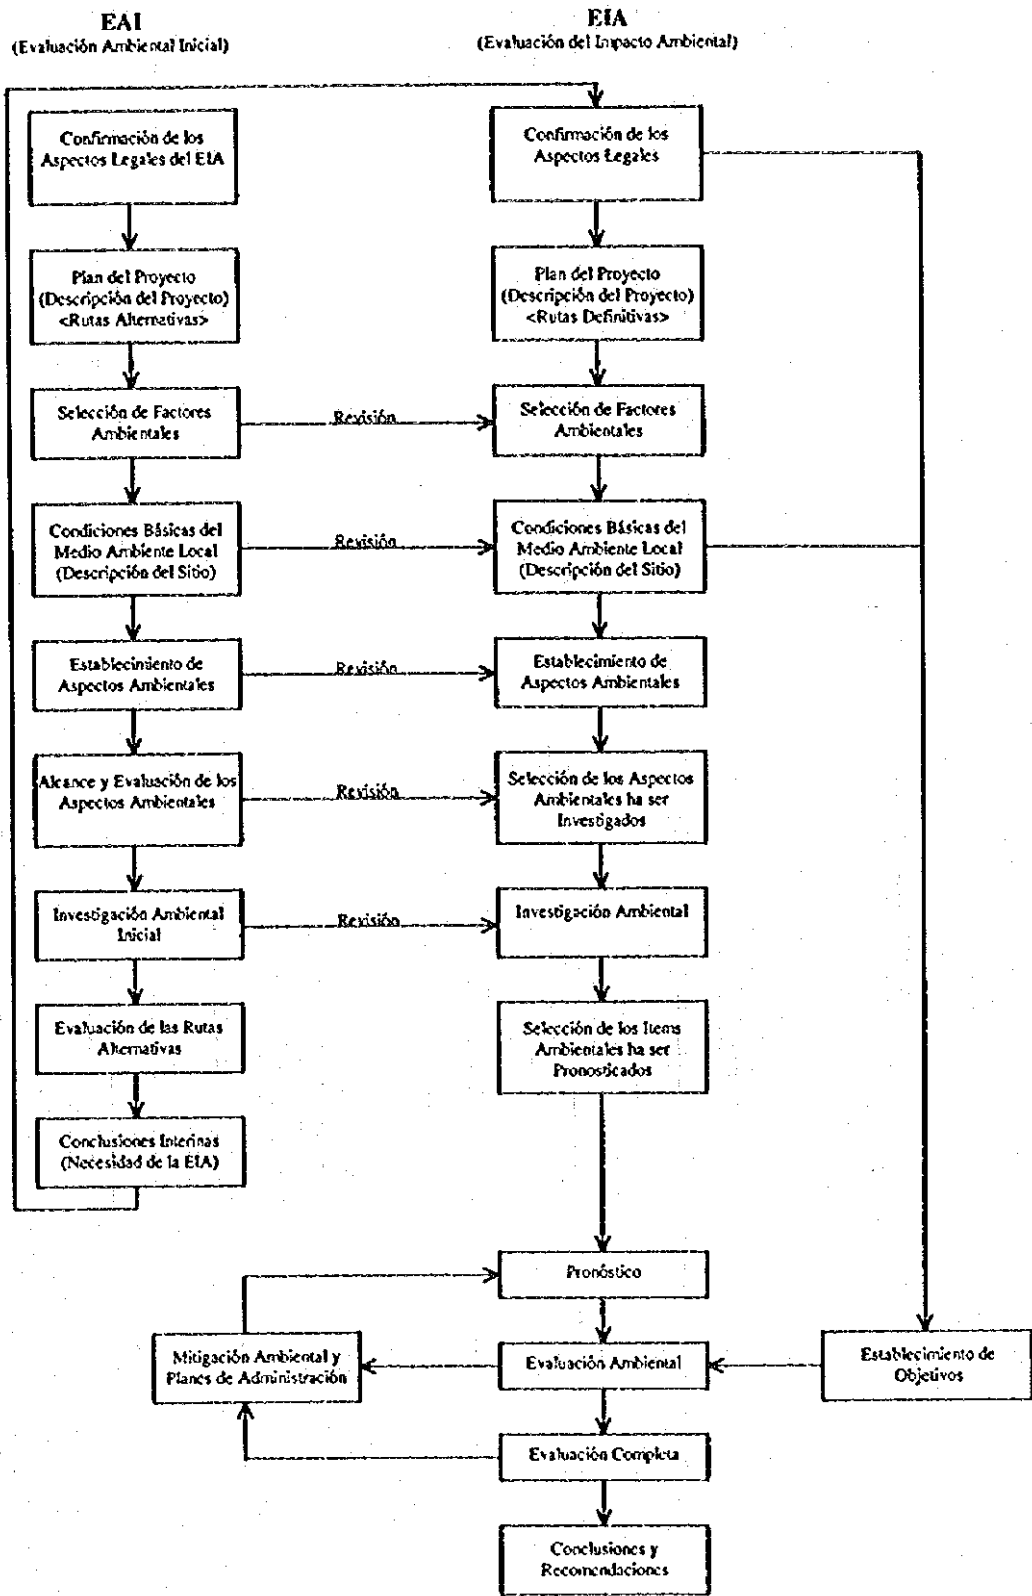 EAI
(Evaluación Ambiental Inicial)
EIA
(Evaluación del Impacto Ambiental)
Confirmación de los
Aspectos Legales del EIA
Confirmación de los
Aspectos Legales
Plan del Proyecto
(Descripción del Proyecto)
<Rutas Alternativas>
Plan del Proyecto
(Descripción del Proyecto)
<Rutas Definitivas>
Selección de Factores
Ambientales
Revisión
Selección de Factores
Ambientales
Condiciones Básicas del
Medio Ambiente Local
(Descripción del Sitio)
Revisión
Condiciones Básicas del
Medio Ambiente Local
(Descripción del Sitio)
Establecimiento de
Aspectos Ambientales
Revisión
Establecimiento de
Aspectos Ambientales
Alcance y Evaluación de los
Aspectos Ambientales
Revisión
Selección de los Aspectos
Ambientales ha ser
Investigados
Investigación Ambiental
Inicial
Revisión
Investigación Ambiental
Evaluación de las Rutas
Alternativas
Selección de los Items
Ambientales ha ser
Pronosticados
Conclusiones Interinas
(Necesidad de la EIA)
Pronóstico
Mitigación Ambiental y
Planes de Administración
Evaluación Ambiental
Establecimiento de
Objetivos
Evaluación Completa
Conclusiones y
Recomendaciones